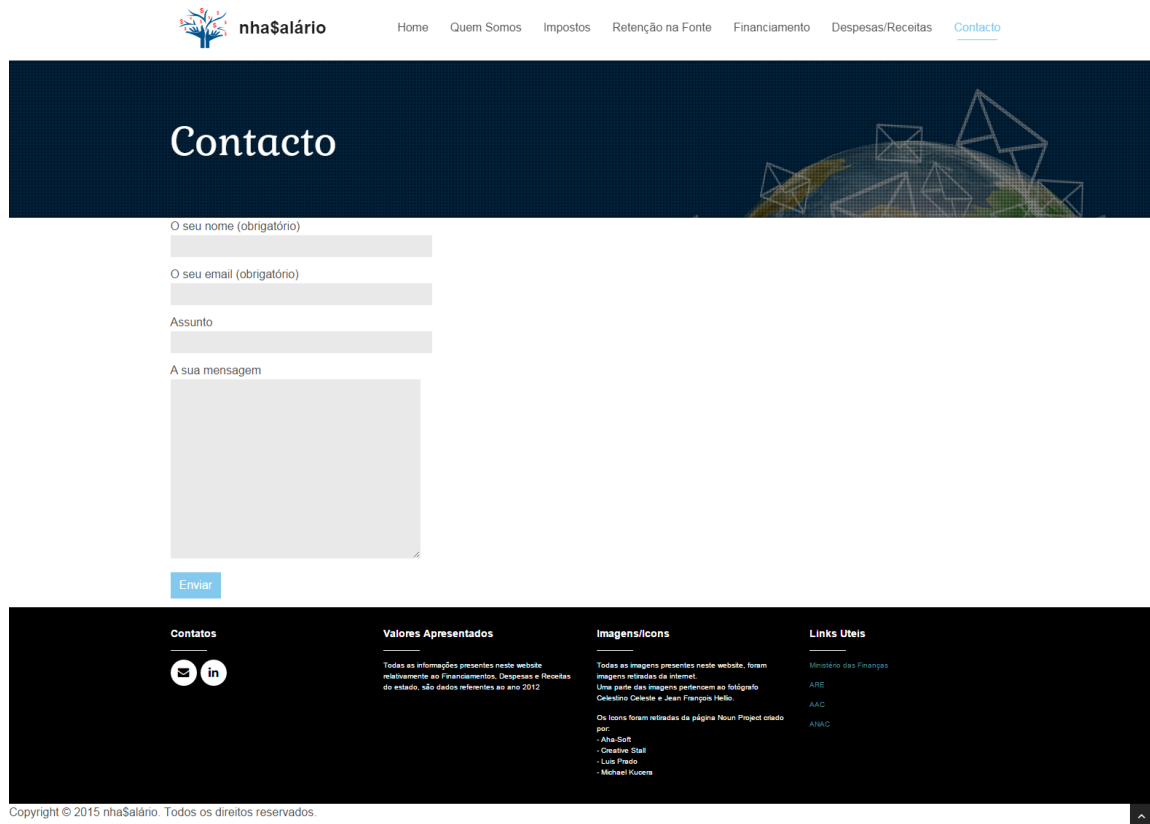 nha$alário
Home Quem Somos Impostos Retenção na Fonte Financiamento Despesas/Receitas Contacto
Contacto
O seu nome (obrigatório)
O seu email (obrigatório)
Assunto
A sua mensagem
Enviar
Contatos
in
Valores Apresentados
Todas as informações presentes neste website
relativamente ao Financiamentos, Despesas e Receitas
do estado, são dados referentes ao ano 2012
Imagens/Icons
Todas as imagens presentes neste website, foram
imagens retiradas da internet.
Uma parte das imagens pertencem ao fotógrafo
Celestino Celeste e Jean François Hellio.
Os Icons foram retiradas da página Noun Project criado
por:
- Aha-Soft
- Creative Stall
- Luis Prado
- Michael Kucera
Links Uteis
Ministério das Finanças
ARE
AAC
ANAC
Copyright © 2015 nha$alário. Todos os direitos reservados.